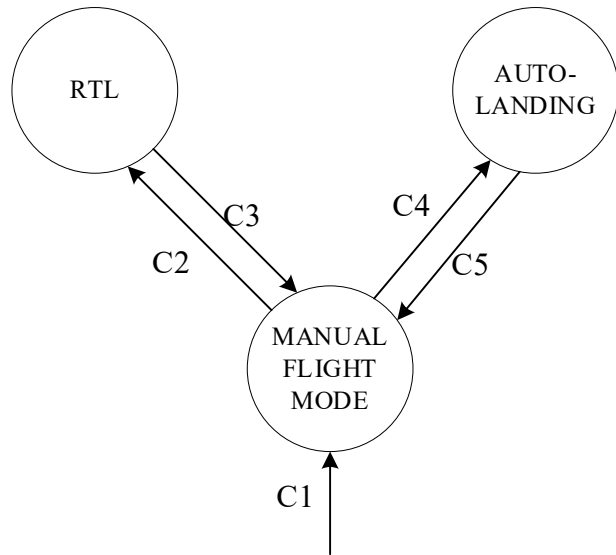 RTL
AUTO-
LANDING
C3
C4
C2
C5
MANUAL
FLIGHT
MODE
C1